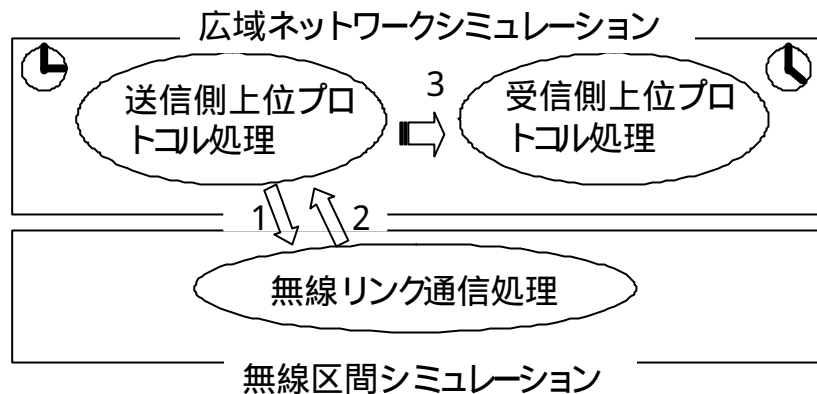 広域ネットワークシミュレーション
送信側上位プロ
トコル処理
3
受信側上位プロ
トコル処理
1
2
無線リンク通信処理
無線区間シミュレーション